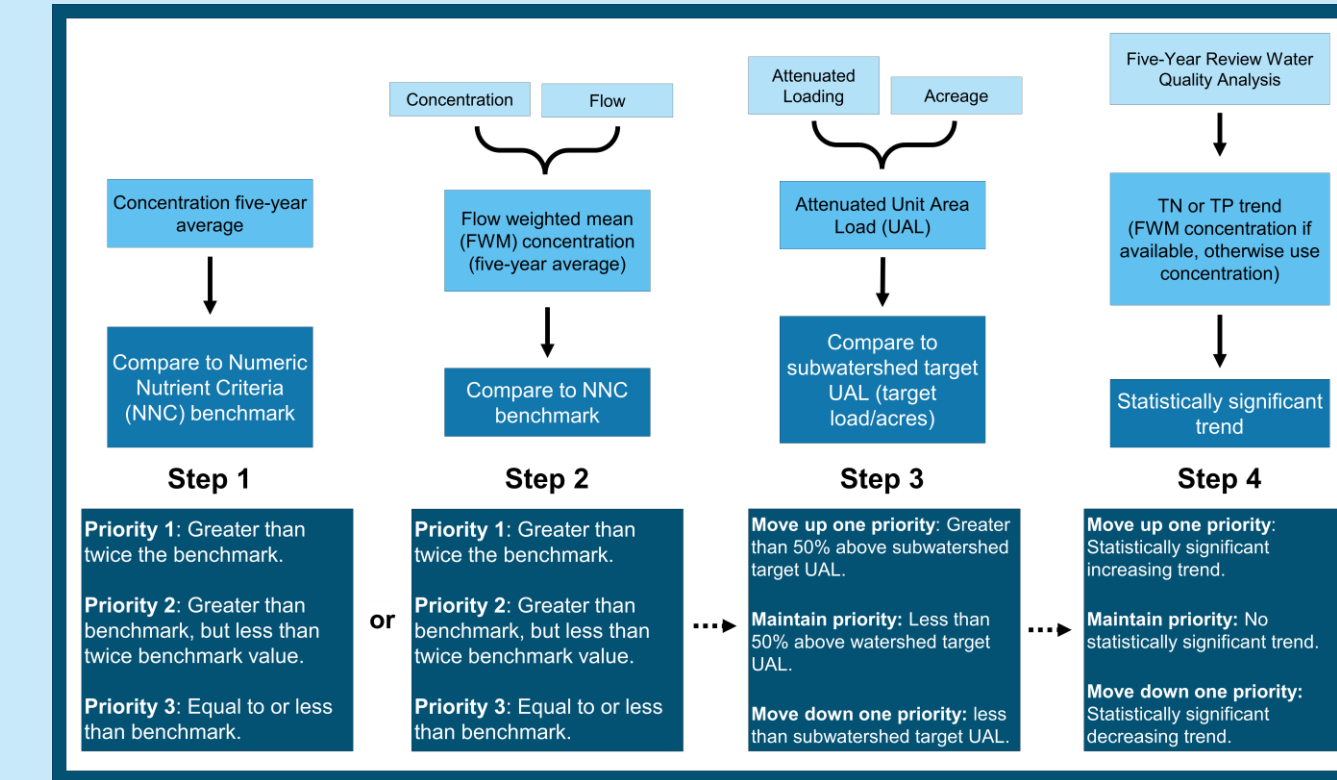 Concentration five-year
average
Compare to Numeric
Nutrient Criteria
(NNC) benchmark
Step 1
Priority 1: Greater than
twice the benchmark.
Priority 2: Greater than
benchmark, but less than
twice benchmark value.
Priority 3: Equal to or less
than benchmark.
or
Concentration
Flow
Flow weighted mean
(FWM) concentration
(five-year average)
Compare to NNC
benchmark
Step 2
Priority 1: Greater than
twice the benchmark.
Priority 2: Greater than
benchmark, but less than
twice benchmark value.
Priority 3: Equal to or less
than benchmark.
Attenuated
Loading
Acreage
Attenuated Unit Area
Load (UAL)
Compare to
subwatershed target
UAL (target
load/acres)
Step 3
Move up one priority: Greater
than 50% above subwatershed
target UAL.
Maintain priority: Less than
50% above watershed target
UAL.
Move down one priority: less
than subwatershed target UAL.
Five-Year Review Water
Quality Analysis
TN or TP trend
(FWM concentration if
available, otherwise use
concentration)
Statistically significant
trend
Step 4
Move up one priority:
Statistically significant
increasing trend.
Maintain priority: No
statistically significant trend.
Move down one priority:
Statistically significant
decreasing trend.